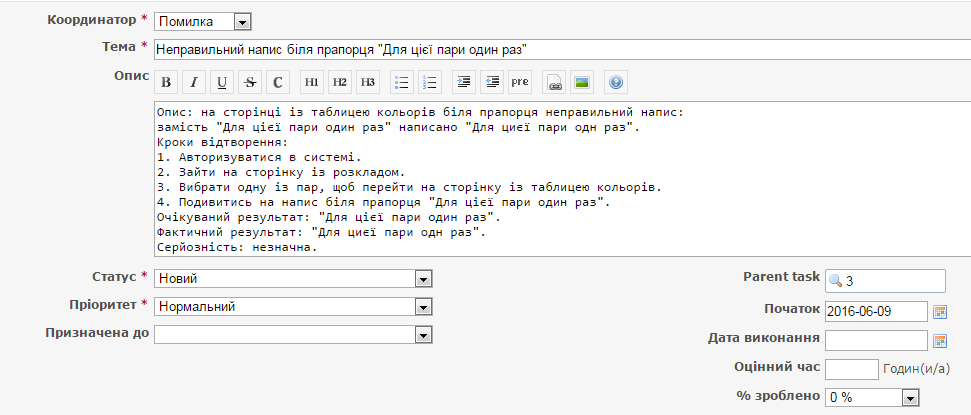 Координатор * Помилка
Тема * Неправильний напис біля прапорця "Для цієї пари один раз"
Опис B I U S C H1 H2 H3 pre
Опис: на сторінці із таблицею кольорів біля прапорця неправильний напис:
замість "Для цієї пари один раз" написано "Для циєї пари одн раз".
Кроки відтворення:
1. Авторизуватися в системі.
2. Зайти на сторінку із розкладом.
3. Вибрати одну із пар, щоб перейти на сторінку із таблицею кольорів.
4. Подивитись на напис біля прапорця "Для цієї пари один раз".
Очікуваний результат: "Для цієї пари один раз".
Фактичний результат: "Для циєї пари одн раз".
Серйозність: незначна.
Статус * Новий
Parent task 3
Пріоритет * Нормальний
Початок 2016-06-09
Призначена до
Дата виконання
Оцінний час Годин(и/а)
% зроблено 0 %